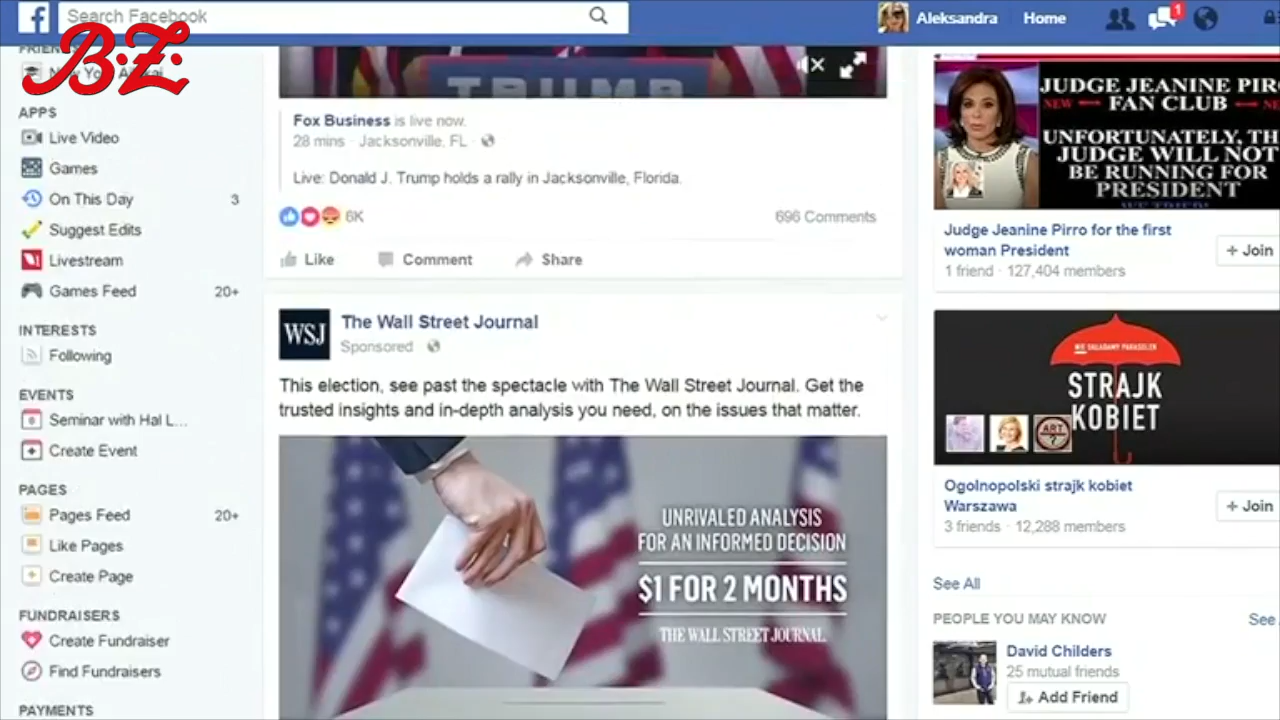 Search Facebook
Aleksandra
Home
1
B.Z.
APPS
Live Video
Games
On This Day 3
Suggest Edits
Livestream
Games Feed 20+
INTERESTS
Following
EVENTS
Seminar with Hal L...
Create Event
PAGES
Pages Feed 20+
Like Pages
Create Page
FUNDRAISERS
Create Fundraiser
Find Fundraisers
PAYMENTS
TRUMP
Fox Business is live now.
28 mins · Jacksonville, FL ·
Live: Donald J. Trump holds a rally in Jacksonville, Florida.
6K
696 Comments
Like Comment Share
WSJ
The Wall Street Journal
Sponsored ·
This election, see past the spectacle with The Wall Street Journal. Get the
trusted insights and in-depth analysis you need, on the issues that matter.
UNRIVALED ANALYSIS
FOR AN INFORMED DECISION
$1 FOR 2 MONTHS
THE WALL STREET JOURNAL.
JUDGE JEANINE PIR
NEW FAN CLUB NE
UNFORTUNATELY, TH
JUDGE WILL NOT
BE RUNNING FOR
PRESIDENT
Judge Jeanine Pirro for the first
woman President
1 friend · 127,404 members
+ Join
NIE SKŁADAMY PARASOLEK
STRAJK
KOBIET
ART
?
Ogolnopolski strajk kobiet
Warszawa
3 friends · 12,288 members
+ Join
See All
PEOPLE YOU MAY KNOW
See
David Childers
25 mutual friends
Add Friend